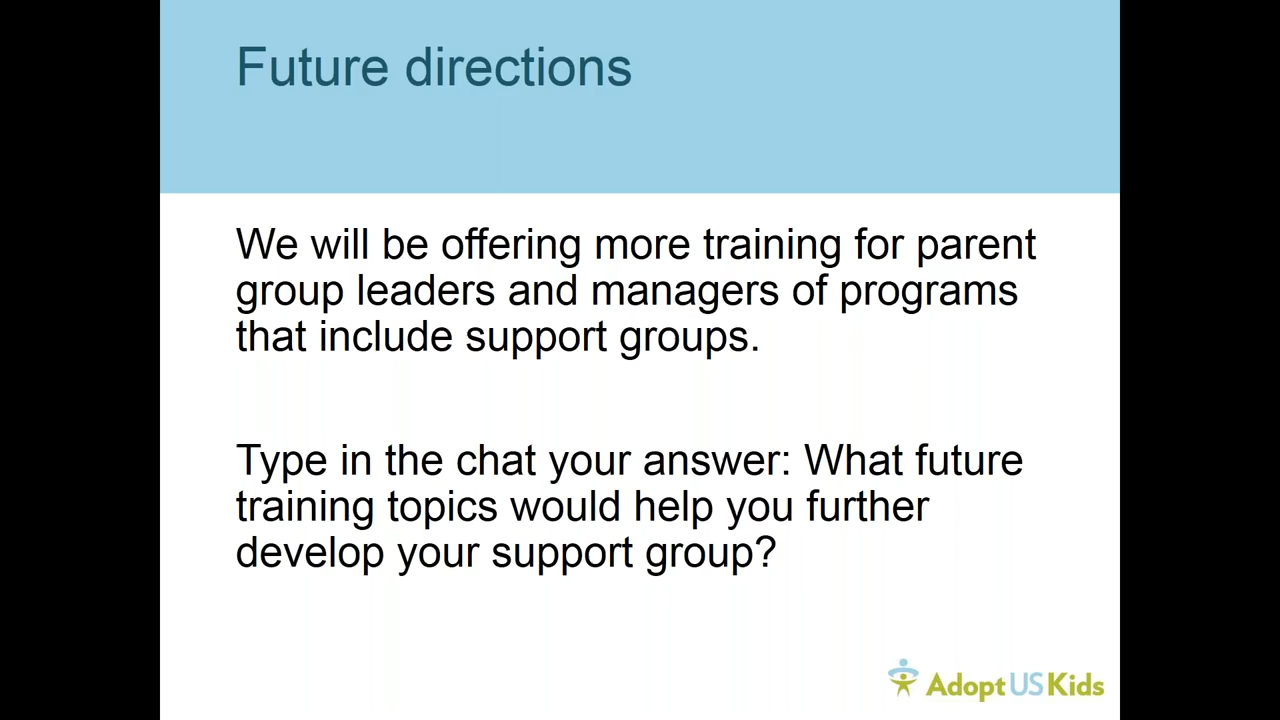 Future directions
We will be offering more training for parent
group leaders and managers of programs
that include support groups.
Type in the chat your answer: What future
training topics would help you further
develop your support group?
AdoptUSKids